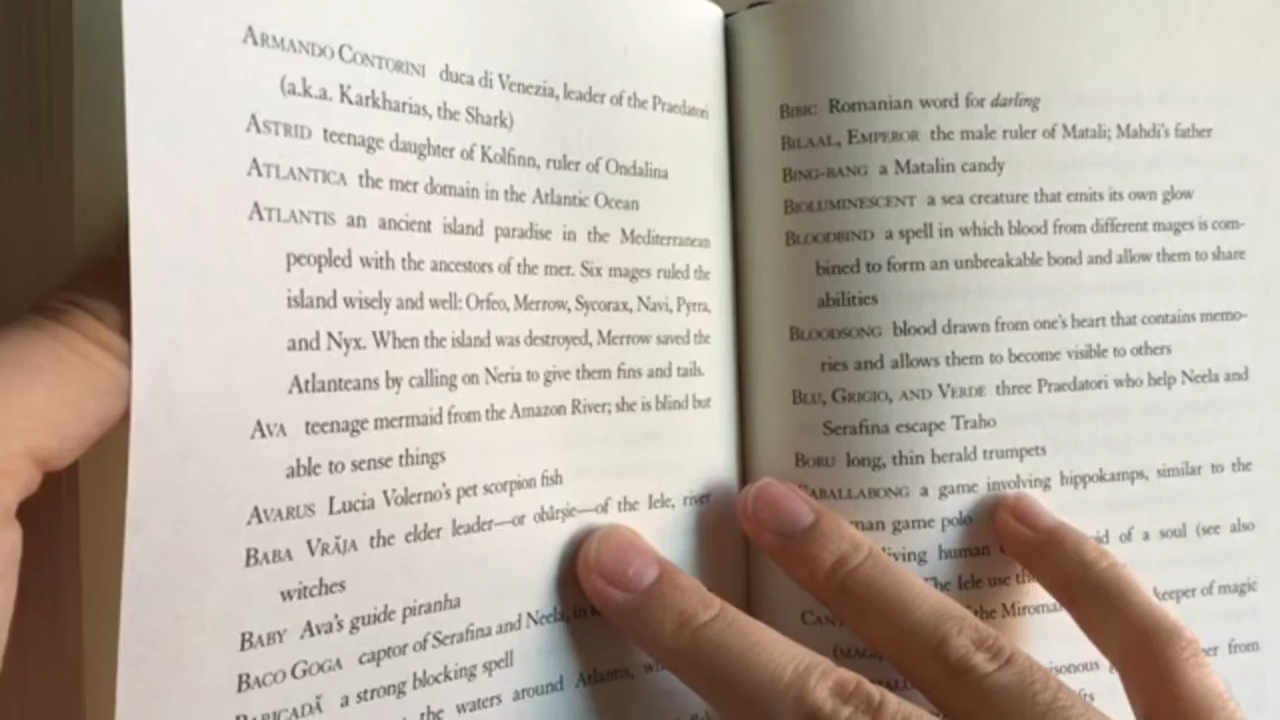 ARMANDO CONTORINI duca di Venezia, leader of the Praedatori
(a.k.a. Karkharias, the Shark)
ASTRID teenage daughter of Kolfinn, ruler of Ondalina
ATLANTICA the mer domain in the Atlantic Ocean
ATLANTIS an ancient island paradise in the Mediterranean
peopled with the ancestors of the mer. Six mages ruled the
island wisely and well: Orfeo, Merrow, Sycorax, Navi, Pyrra,
and Nyx. When the island was destroyed, Merrow saved the
Atlanteans by calling on Neria to give them fins and tails.
AVA teenage mermaid from the Amazon River; she is blind but
able to sense things
AVARUS Lucia Volerno's pet scorpion fish
BABA VRĂJA the elder leader—or obârşie—of the Iele, river
witches
BABY Ava's guide piranha
BACO GOGA captor of Serafina and Neela, in
a strong blocking spell
the waters around Atlantis,
BIBIC Romanian word for darling
BILAAL, EMPEROR the male ruler of Matali; Mahdi's father
BING-BANG a Matalin candy
BIOLUMINESCENT a sea creature that emits its own glow
BLOODBIND a spell in which blood from different mages is com-
bined to form an unbreakable bond and allow them to share
abilities
BLOODSONG blood drawn from one's heart that contains memo-
ries and allows them to become visible to others
BLU, GRIGIO, AND VERDE three Praedatori who help Neela and
Serafina escape Traho
BORU long, thin herald trumpets
CABALLABONG a game involving hippokamps, similar to the
game polo
living human of a soul (see also
The Iele use
the keeper of magic
from